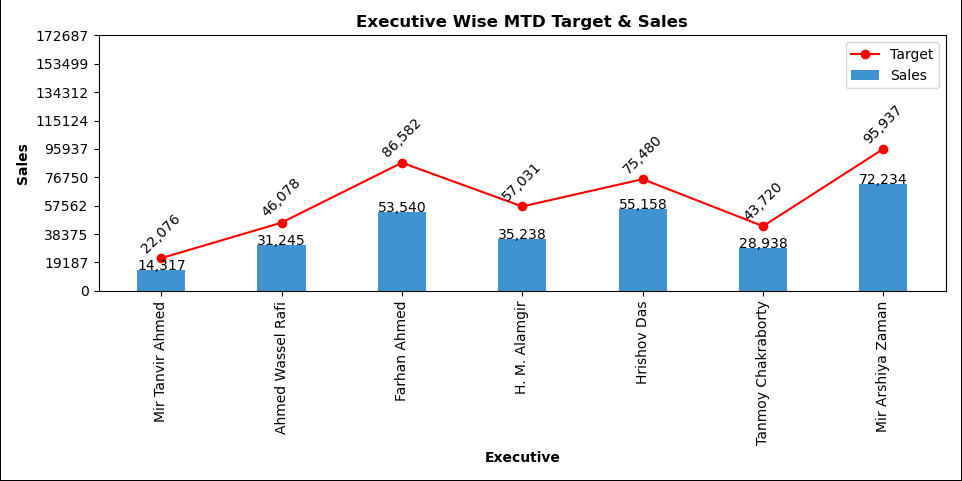 Executive Wise MTD Target & Sales
172687
153499
134312
115124
95937
76750
57562
38375
19187
0
Sales
Target
Sales
22,076
46,078
86,582
57,031
75,480
43,720
95,937
14,317
31,245
53,540
35,238
55,158
28,938
72,234
Mir Tanvir Ahmed
Ahmed Wassel Rafi
Farhan Ahmed
H. M. Alamgir
Hrishov Das
Tanmoy Chakraborty
Mir Arshiya Zaman
Executive